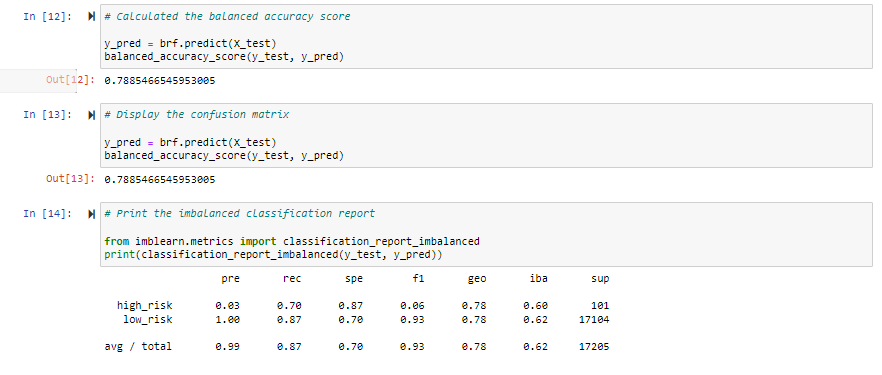 In [12]: # Calculated the balanced accuracy score
y_pred = brf.predict(X_test)
balanced_accuracy_score(y_test, y_pred)
Out[12]: 0.7885466545953005
In [13]: # Display the confusion matrix
y_pred = brf.predict(X_test)
balanced_accuracy_score(y_test, y_pred)
Out[13]: 0.7885466545953005
In [14]: # Print the imbalanced classification report
from imblearn.metrics import classification_report_imbalanced
print(classification_report_imbalanced(y_test, y_pred))
pre rec spe f1 geo iba sup
high_risk 0.03 0.70 0.87 0.06 0.78 0.60 101
low_risk 1.00 0.87 0.70 0.93 0.78 0.62 17104
avg / total 0.99 0.87 0.70 0.93 0.78 0.62 17205